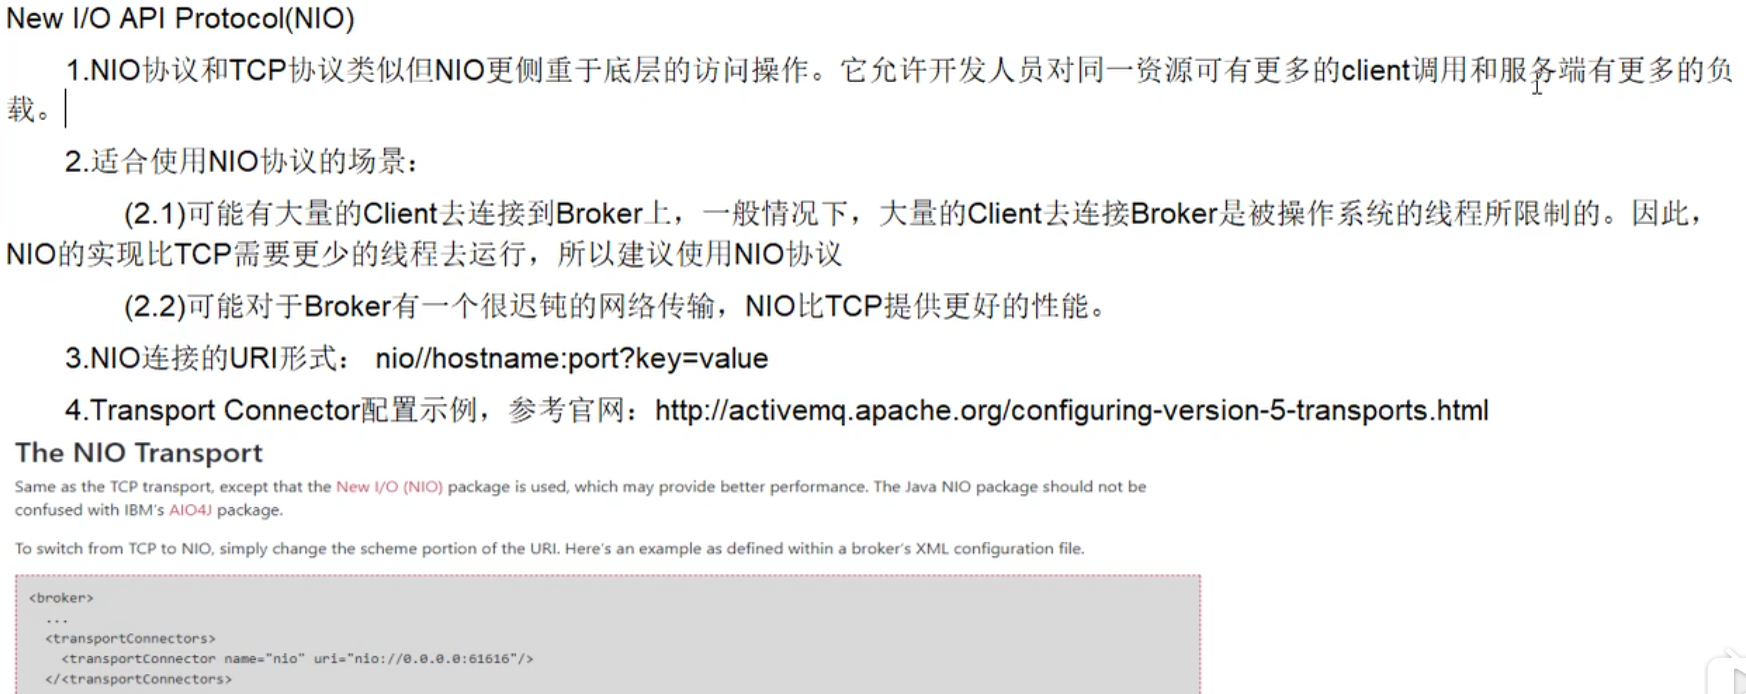 New I/O API Protocol(NIO)
1.NIO协议和TCP协议类似但NIO更侧重于底层的访问操作。它允许开发人员对同一资源可有更多的client调用和服务端有更多的负
载。
2.适合使用NIO协议的场景：
(2.1)可能有大量的Client去连接到Broker上，一般情况下，大量的Client去连接Broker是被操作系统的线程所限制的。因此，
NIO的实现比TCP需要更少的线程去运行，所以建议使用NIO协议
(2.2)可能对于Broker有一个很迟钝的网络传输，NIO比TCP提供更好的性能。
3.NIO连接的URI形式： nio//hostname:port?key=value
4.Transport Connector配置示例，参考官网：http://activemq.apache.org/configuring-version-5-transports.html
The NIO Transport
Same as the TCP transport, except that the New I/O (NIO) package is used, which may provide better performance. The Java NIO package should not be
confused with IBM's AIO4J package.
To switch from TCP to NIO, simply change the scheme portion of the URI. Here's an example as defined within a broker's XML configuration file.
<broker>
...
<transportConnectors>
<transportConnector name="nio" uri="nio://0.0.0.0:61616"/>
</<transportConnectors>